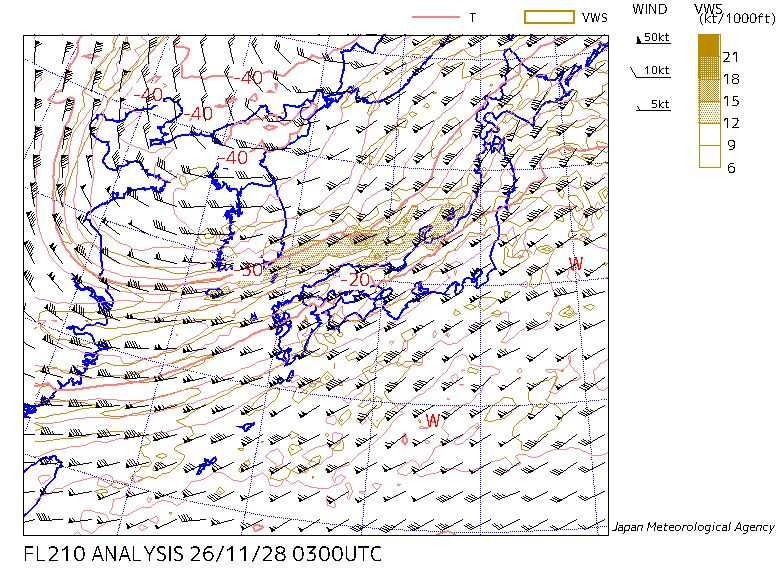 T VWS
WIND VWS
(kt/1000ft)
50kt
10kt
5kt
21
18
15
12
9
6
-40
-40
-40
-40
-30
-20
W
W
Japan Meteorological Agency
FL210 ANALYSIS 26/11/28 0300UTC